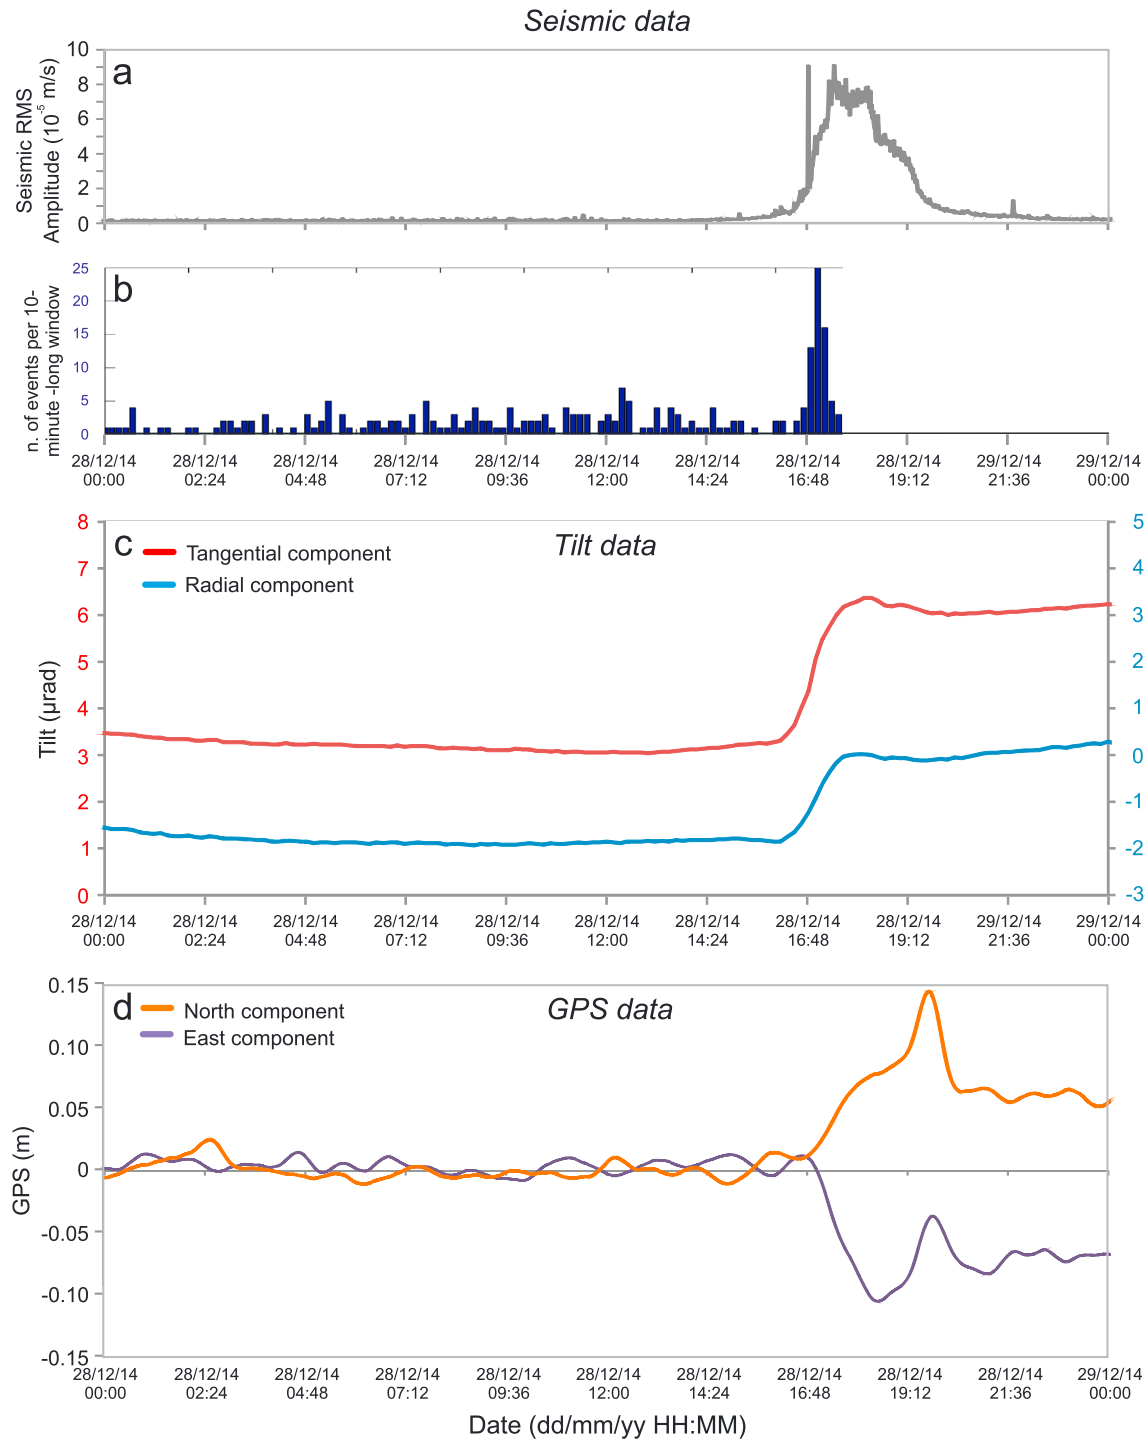 Seismic data
a
Seismic RMS
Amplitude (10⁻⁵ m/s)
10
8
6
4
2
0
b
n. of events per 10-
minute -long window
25
20
15
10
5
0
28/12/14 28/12/14 28/12/14 28/12/14 28/12/14 28/12/14 28/12/14 28/12/14 28/12/14 29/12/14 29/12/14
00:00 02:24 04:48 07:12 09:36 12:00 14:24 16:48 19:12 21:36 00:00
c
Tilt data
Tangential component
Radial component
Tilt (μrad)
8
7
6
5
4
3
2
1
0
5
4
3
2
1
0
-1
-2
-3
28/12/14 28/12/14 28/12/14 28/12/14 28/12/14 28/12/14 28/12/14 28/12/14 28/12/14 29/12/14 29/12/14
00:00 02:24 04:48 07:12 09:36 12:00 14:24 16:48 19:12 21:36 00:00
d
GPS data
North component
East component
GPS (m)
0.15
0.10
0.05
0
-0.05
-0.10
-0.15
28/12/14 28/12/14 28/12/14 28/12/14 28/12/14 28/12/14 28/12/14 28/12/14 28/12/14 28/12/14 29/12/14
00:00 02:24 04:48 07:12 09:36 12:00 14:24 16:48 19:12 21:36 00:00
Date (dd/mm/yy HH:MM)